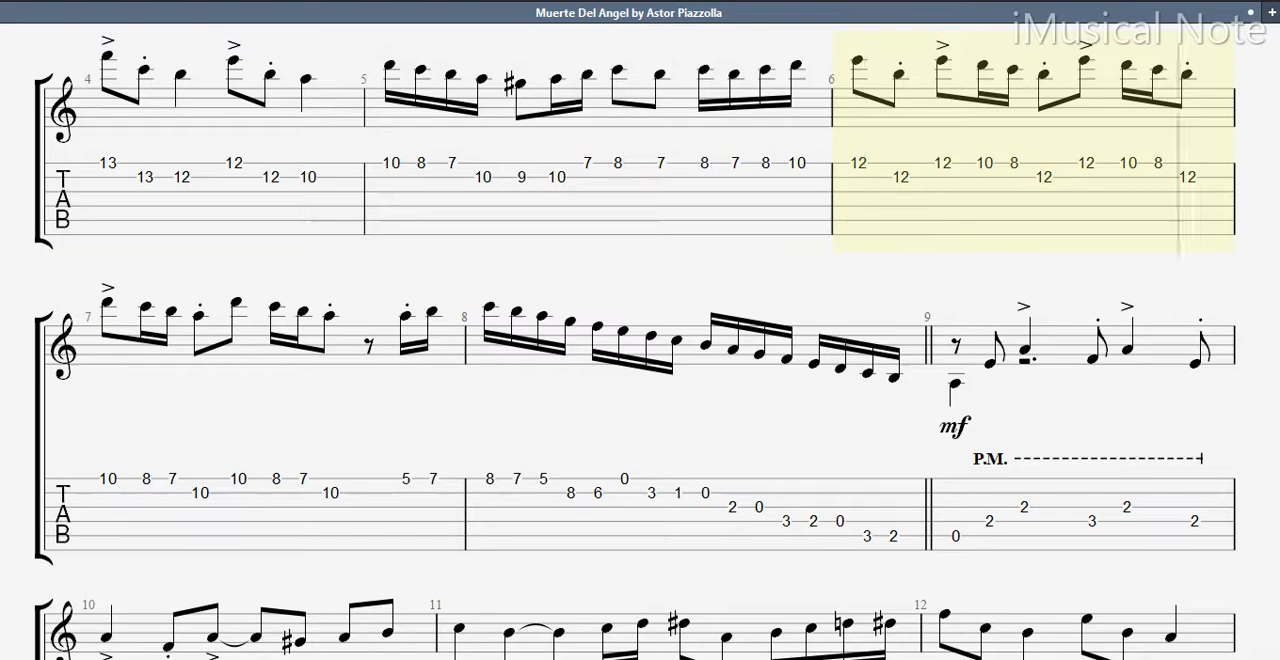 Muerte Del Angel by Astor Piazzolla
iMusical Note
4 5 6
13 13 12 12 12 10 10 8 7 10 9 10 7 8 7 8 7 8 10 12 12 12 10 8 12 12 10 8 12
T
A
B
7 8 9
mf
P.M.
10 8 7 10 10 8 7 10 5 7 8 7 5 8 6 0 3 1 0 2 0 3 2 0 3 2 0 2 2 3 2 2
T
A
B
10 11 12